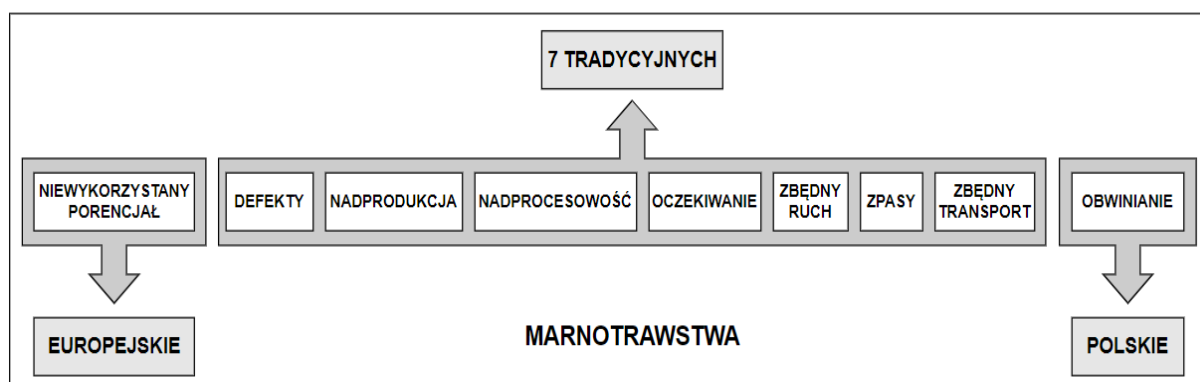 7 TRADYCYJNYCH
NIEWYKORZYSTANY
PORENCJAŁ
DEFEKTY
NADPRODUKCJA
NADPROCESOWOŚĆ
OCZEKIWANIE
ZBĘDNY
RUCH
ZPASY
ZBĘDNY
TRANSPORT
OBWINIANIE
EUROPEJSKIE
MARNOTRAWSTWA
POLSKIE